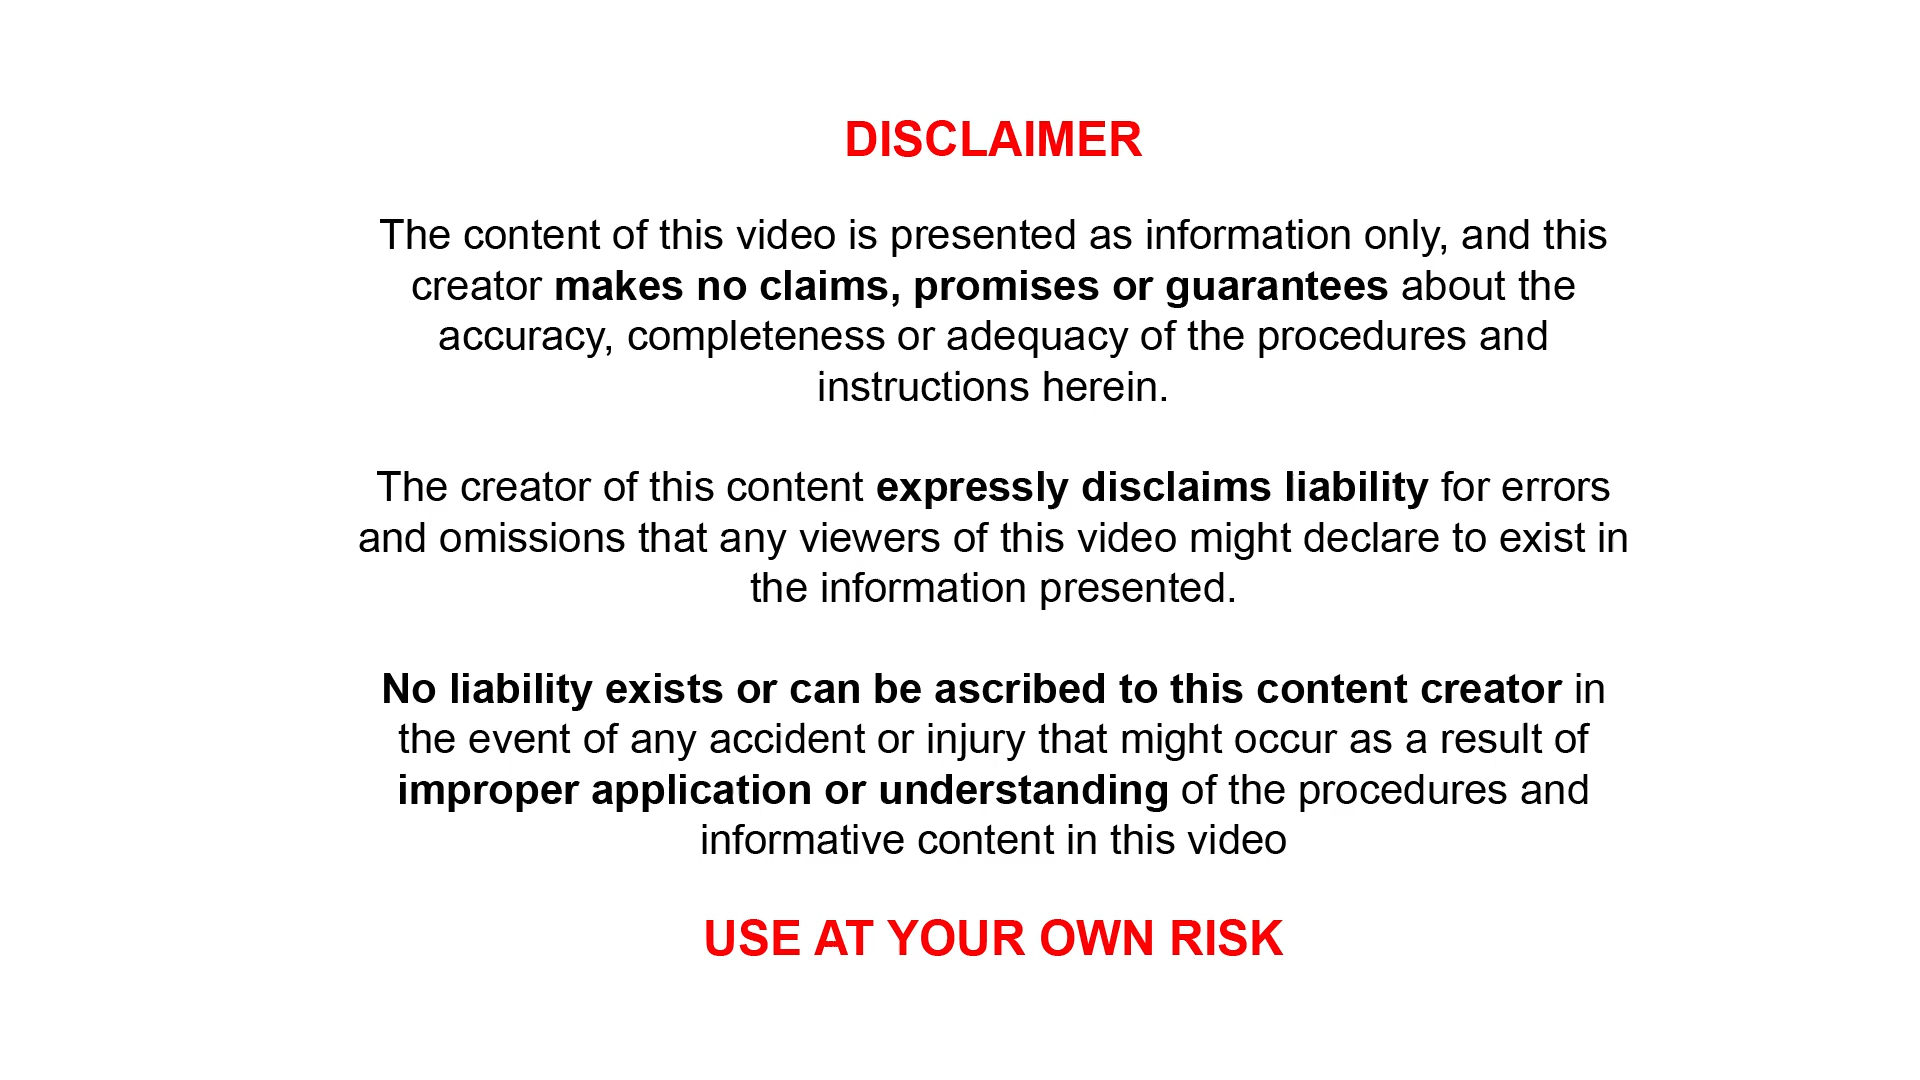 DISCLAIMER
The content of this video is presented as information only, and this
creator makes no claims, promises or guarantees about the
accuracy, completeness or adequacy of the procedures and
instructions herein.
The creator of this content expressly disclaims liability for errors
and omissions that any viewers of this video might declare to exist in
the information presented.
No liability exists or can be ascribed to this content creator in
the event of any accident or injury that might occur as a result of
improper application or understanding of the procedures and
informative content in this video
USE AT YOUR OWN RISK